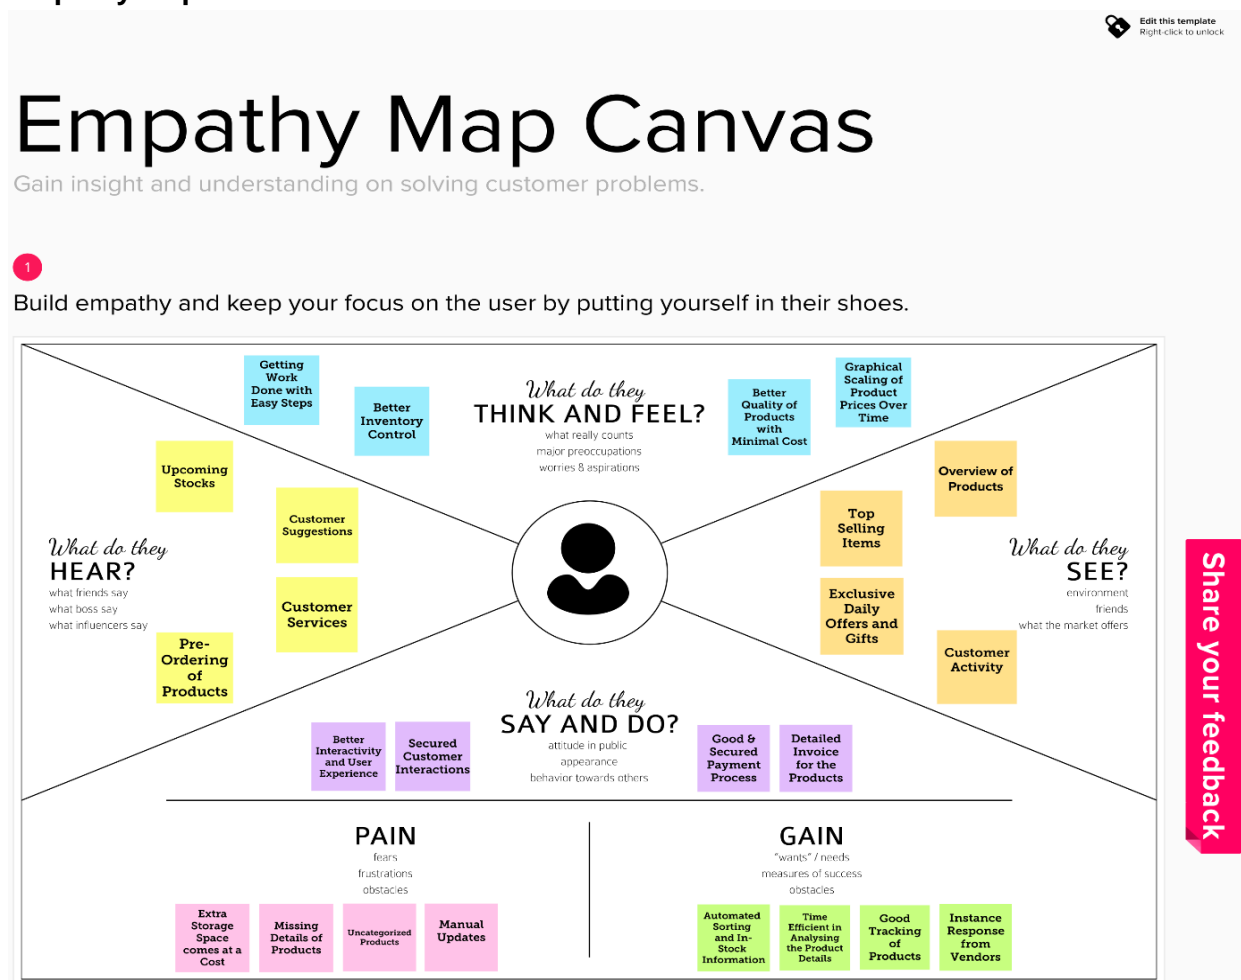 Edit this template
Right-click to unlock
Empathy Map Canvas
Gain insight and understanding on solving customer problems.
1
Build empathy and keep your focus on the user by putting yourself in their shoes.
Getting
Work
Done with
Easy Steps
Better
Inventory
Control
What do they
THINK AND FEEL?
what really counts
major preoccupations
worries & aspirations
Better
Quality of
Products
with
Minimal Cost
Graphical
Scaling of
Product
Prices Over
Time
Upcoming
Stocks
Customer
Suggestions
What do they
HEAR?
what friends say
what boss say
what influencers say
Customer
Services
Pre-
Ordering
of
Products
Overview of
Products
Top
Selling
Items
What do they
SEE?
environment
friends
what the market offers
Exclusive
Daily
Offers and
Gifts
Customer
Activity
What do they
SAY AND DO?
attitude in public
appearance
behavior towards others
Better
Interactivity
and User
Experience
Secured
Customer
Interactions
Good &
Secured
Payment
Process
Detailed
Invoice
for the
Products
PAIN
fears
frustrations
obstacles
Extra
Storage
Space
comes at a
Cost
Missing
Details of
Products
Uncategorized
Products
Manual
Updates
GAIN
"wants" / needs
measures of success
obstacles
Automated
Sorting
and In-
Stock
Information
Time
Efficient in
Analysing
the Product
Details
Good
Tracking
of
Products
Instance
Response
from
Vendors
Share your feedback